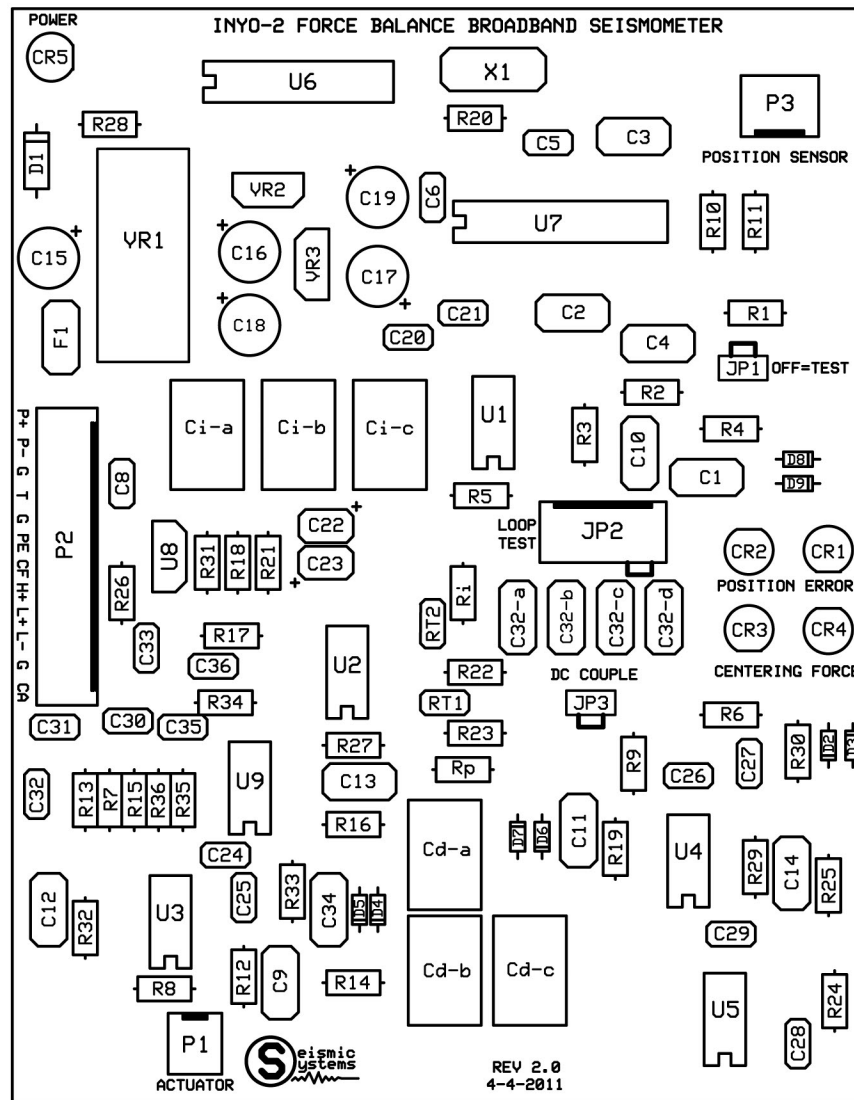 POWER
INYO-2 FORCE BALANCE BROADBAND SEISMOMETER
CR5
U6
X1
P3
R28
R20
C5
C3
POSITION SENSOR
D1
VR2
C19
C6
U7
R10
R11
VR1
+
C15
+
C16
VR3
+
C17
+
F1
+
C18
C20
C21
C2
C4
R1
JP1
OFF=TEST
Ci-a
Ci-b
Ci-c
U1
R2
R3
C10
R4
C1
D8
D9
P+
P-
G
T
G
PE
CF
H+
L+
L-
G
CA
P2
C8
U8
R31
R18
R21
+
C22
C23
+
R5
LOOP
TEST
JP2
CR2
CR1
POSITION ERROR
R26
C33
R17
C36
Ri
RT2
C32-a
C32-b
C32-c
C32-d
CR3
CR4
CENTERING FORCE
U2
R22
DC COUPLE
R34
RT1
JP3
R6
C31
C30
C35
R27
R23
R9
C26
C27
R30
D2
D3
C32
R13
R7
R15
R36
R35
U9
C13
Rp
R16
Cd-a
D7
D6
C11
R19
U4
R29
C14
R25
C24
C12
R32
U3
C25
R33
C34
D5
D4
C29
R8
R12
C9
R14
Cd-b
Cd-c
U5
R24
C28
P1
ACTUATOR
Seismic
Systems
REV 2.0
4-4-2011